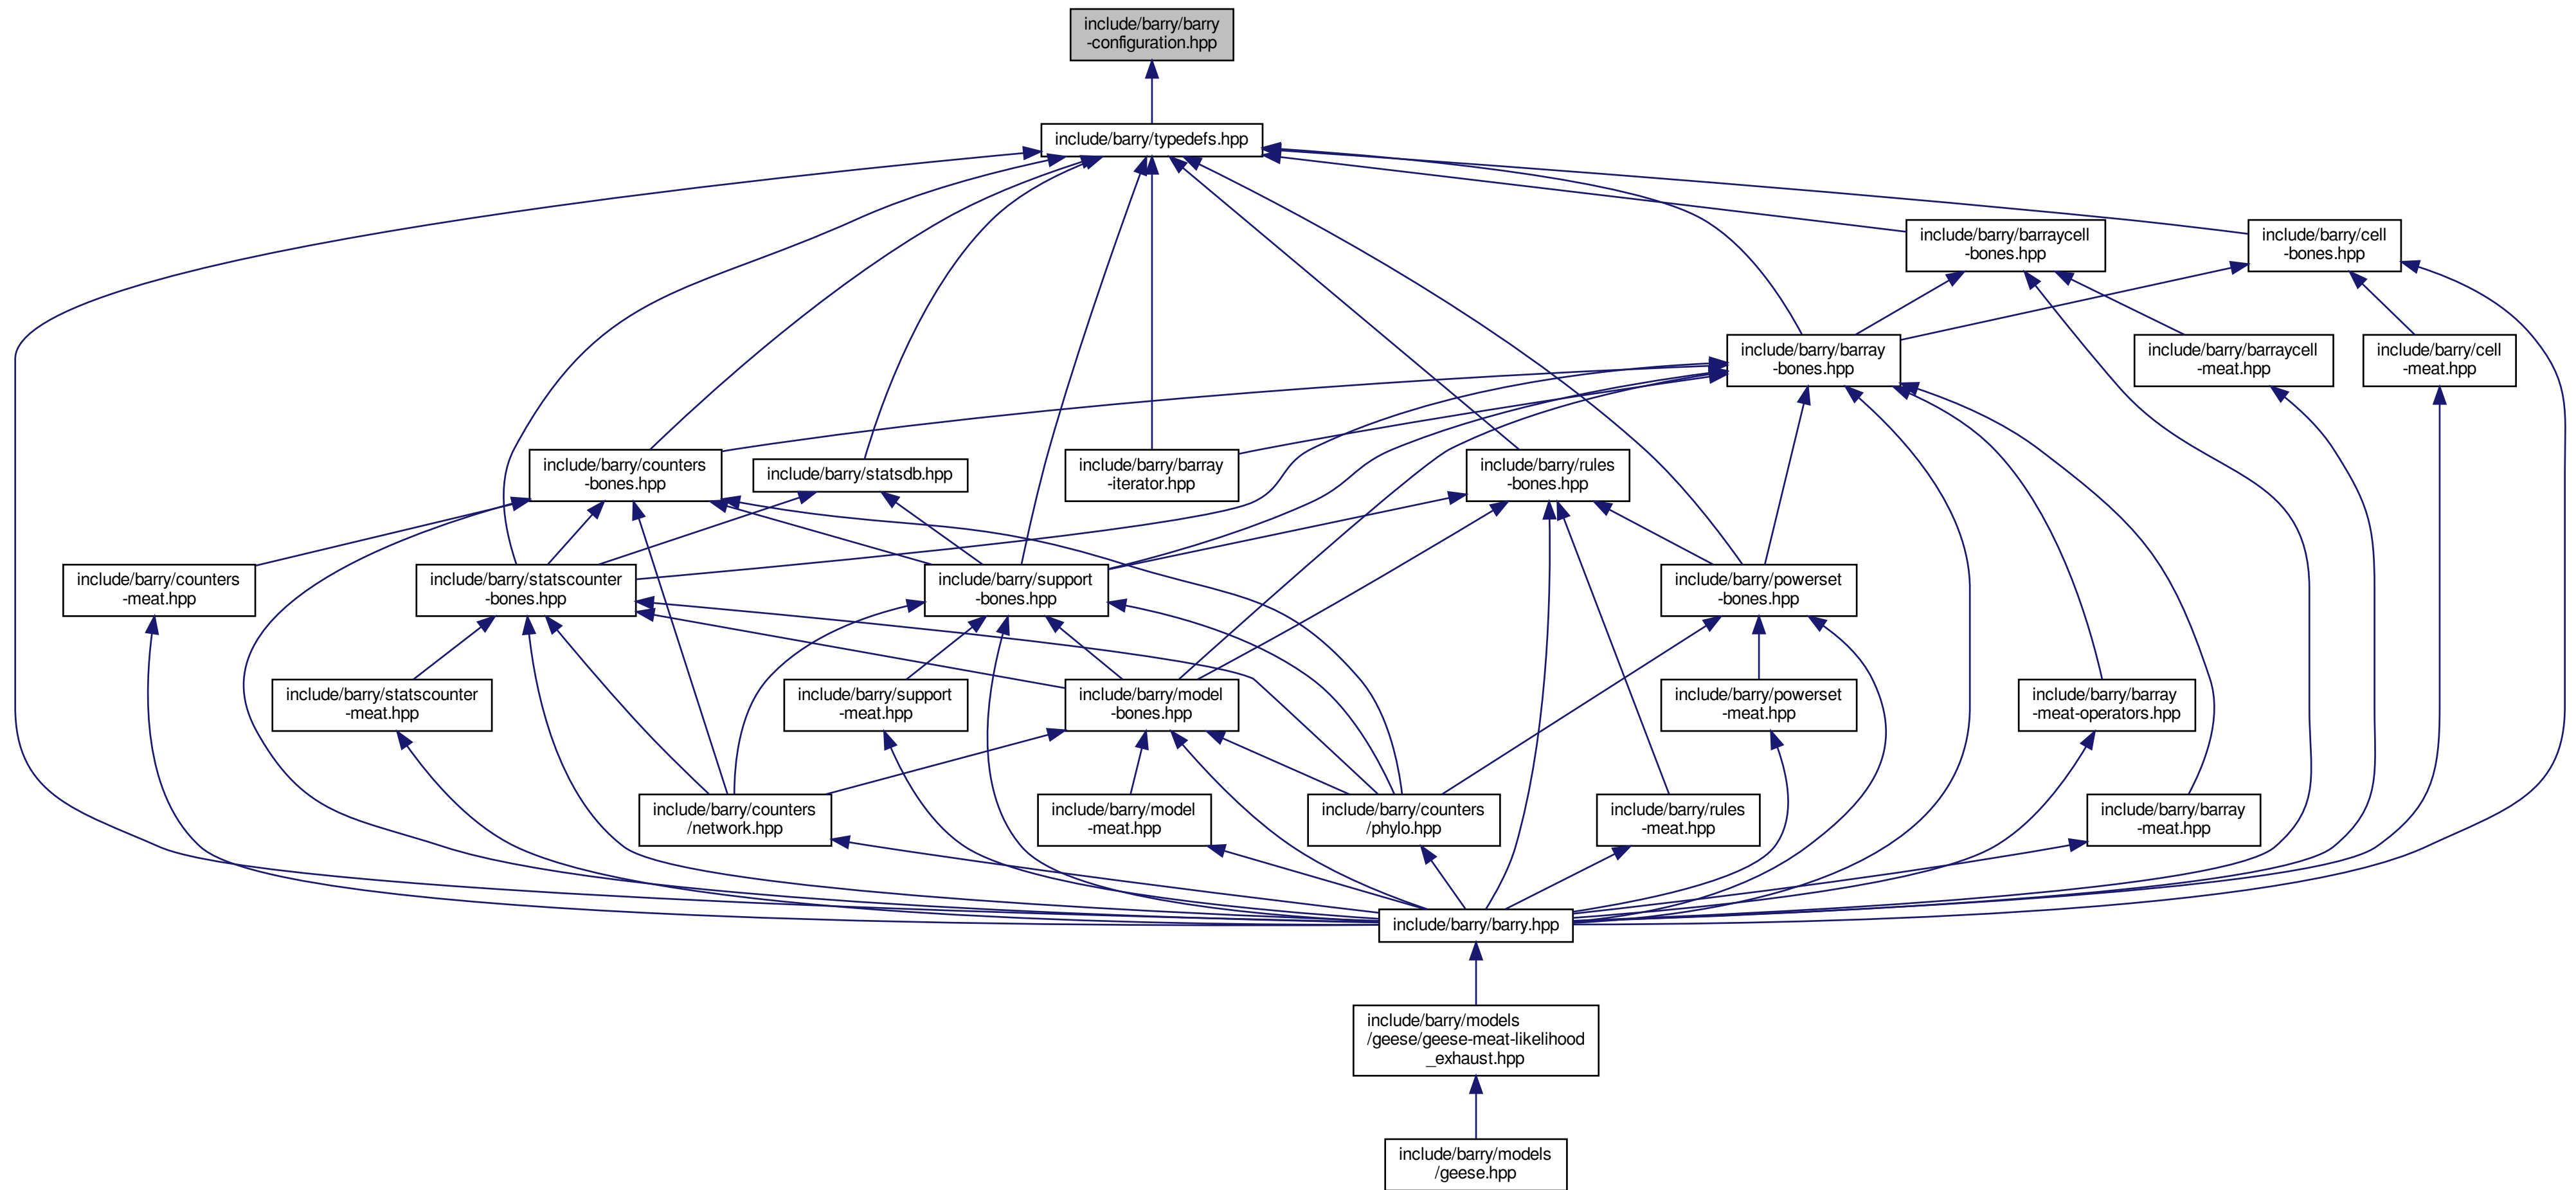 include/barry/barry
-configuration.hpp
include/barry/typedefs.hpp
include/barry/barraycell
-bones.hpp
include/barry/cell
-bones.hpp
include/barry/barray
-bones.hpp
include/barry/barraycell
-meat.hpp
include/barry/cell
-meat.hpp
include/barry/counters
-bones.hpp
include/barry/statsdb.hpp
include/barry/barray
-iterator.hpp
include/barry/rules
-bones.hpp
include/barry/counters
-meat.hpp
include/barry/statscounter
-bones.hpp
include/barry/support
-bones.hpp
include/barry/powerset
-bones.hpp
include/barry/statscounter
-meat.hpp
include/barry/support
-meat.hpp
include/barry/model
-bones.hpp
include/barry/powerset
-meat.hpp
include/barry/barray
-meat-operators.hpp
include/barry/counters
/network.hpp
include/barry/model
-meat.hpp
include/barry/counters
/phylo.hpp
include/barry/rules
-meat.hpp
include/barry/barray
-meat.hpp
include/barry/barry.hpp
include/barry/models
/geese/geese-meat-likelihood
_exhaust.hpp
include/barry/models
/geese.hpp